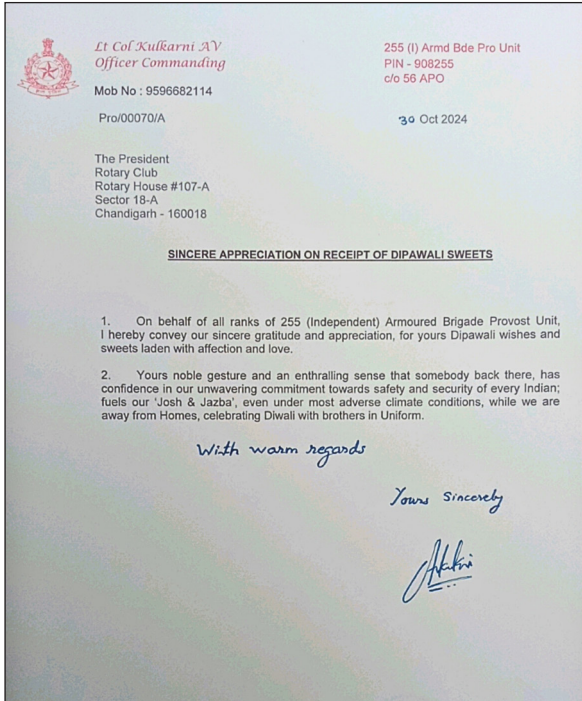 Lt Col Kulkarni AV
Officer Commanding
Mob No : 9596682114
255 (I) Armd Bde Pro Unit
PIN - 908255
c/o 56 APO
Pro/00070/A
30 Oct 2024
The President
Rotary Club
Rotary House #107-A
Sector 18-A
Chandigarh - 160018
SINCERE APPRECIATION ON RECEIPT OF DIPAWALI SWEETS
1. On behalf of all ranks of 255 (Independent) Armoured Brigade Provost Unit,
I hereby convey our sincere gratitude and appreciation, for yours Dipawali wishes and
sweets laden with affection and love.
2. Yours noble gesture and an enthralling sense that somebody back there, has
confidence in our unwavering commitment towards safety and security of every Indian;
fuels our 'Josh & Jazba', even under most adverse climate conditions, while we are
away from Homes, celebrating Diwali with brothers in Uniform.
With warm regards
Yours Sincerely